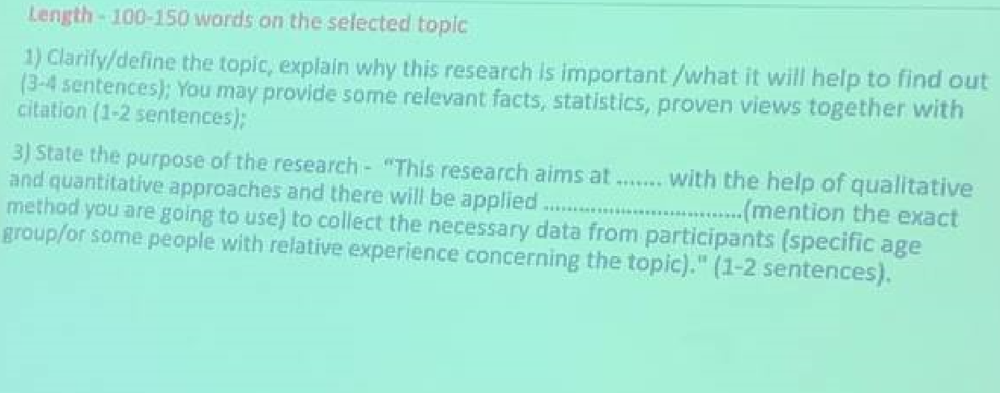 Length - 100-150 words on the selected topic
1) Clarify/define the topic, explain why this research is important /what it will help to find out
(3-4 sentences); You may provide some relevant facts, statistics, proven views together with
citation (1-2 sentences);
3) State the purpose of the research - "This research aims at ....... with the help of qualitative
and quantitative approaches and there will be applied ................................(mention the exact
method you are going to use) to collect the necessary data from participants (specific age
group/or some people with relative experience concerning the topic)." (1-2 sentences).